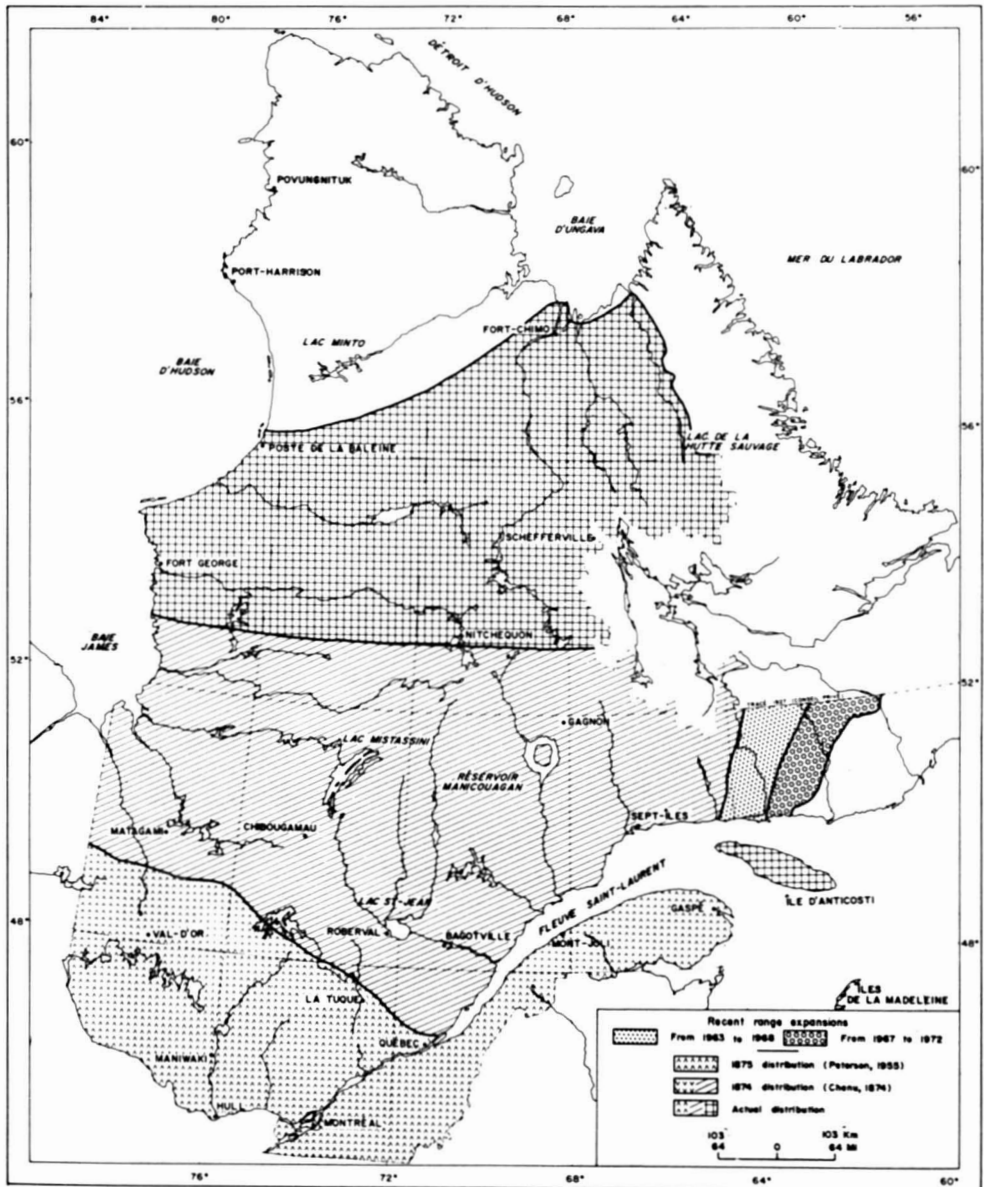 84° 80° 76° 72° 68° 64° 60° 56°
DÉTROIT D'HUDSON
60° 60°
POVUNGNITUK
BAIE
D'UNGAVA
MER DU LABRADOR
PORT-HARRISON
FORT-CHIMO
LAC MINTO
BAIE
D'HUDSON
56° 56°
POSTE DE LA BALEINE
LAC DE LA
HUTTE SAUVAGE
SCHEFFERVILLE
FORT GEORGE
BAIE
JAMES
NITCHEQUON
52° 52°
GAGNON
LAC MISTASSINI
RÉSERVOIR
MANICOUAGAN
SEPT-ÎLES
MATAGAMI
CHIBOUGAMAU
ÎLE D'ANTICOSTI
FLEUVE SAINT-LAURENT
LAC ST-JEAN
GASPÉ
48° 48°
VAL-D'OR
ROBERVAL
BAGOTVILLE
MONT-JOLI
ÎLES
DE LA MADELEINE
LA TUQUE
QUÉBEC
MANIWAKI
HULL
MONTRÉAL
Recent range expansions
From 1963 to 1968 From 1967 to 1972
1875 distribution (Peterson, 1955)
1874 distribution (Chenu, 1874)
Actual distribution
103 103 Km
64 0 64 Mi
76° 72° 68° 64° 60°